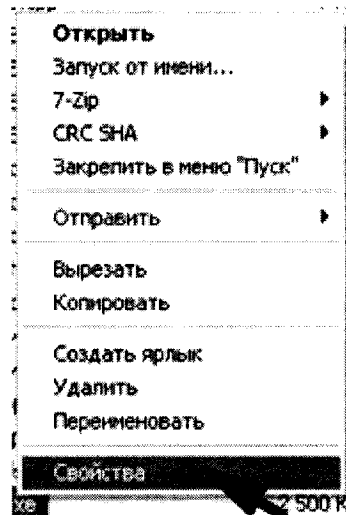 Открыть
Запуск от имени...
7-Zip
CRC SHA
Закрепить в меню "Пуск"
Отправить
Вырезать
Копировать
Создать ярлык
Удалить
Переименовать
Свойства
xe 2 500 К